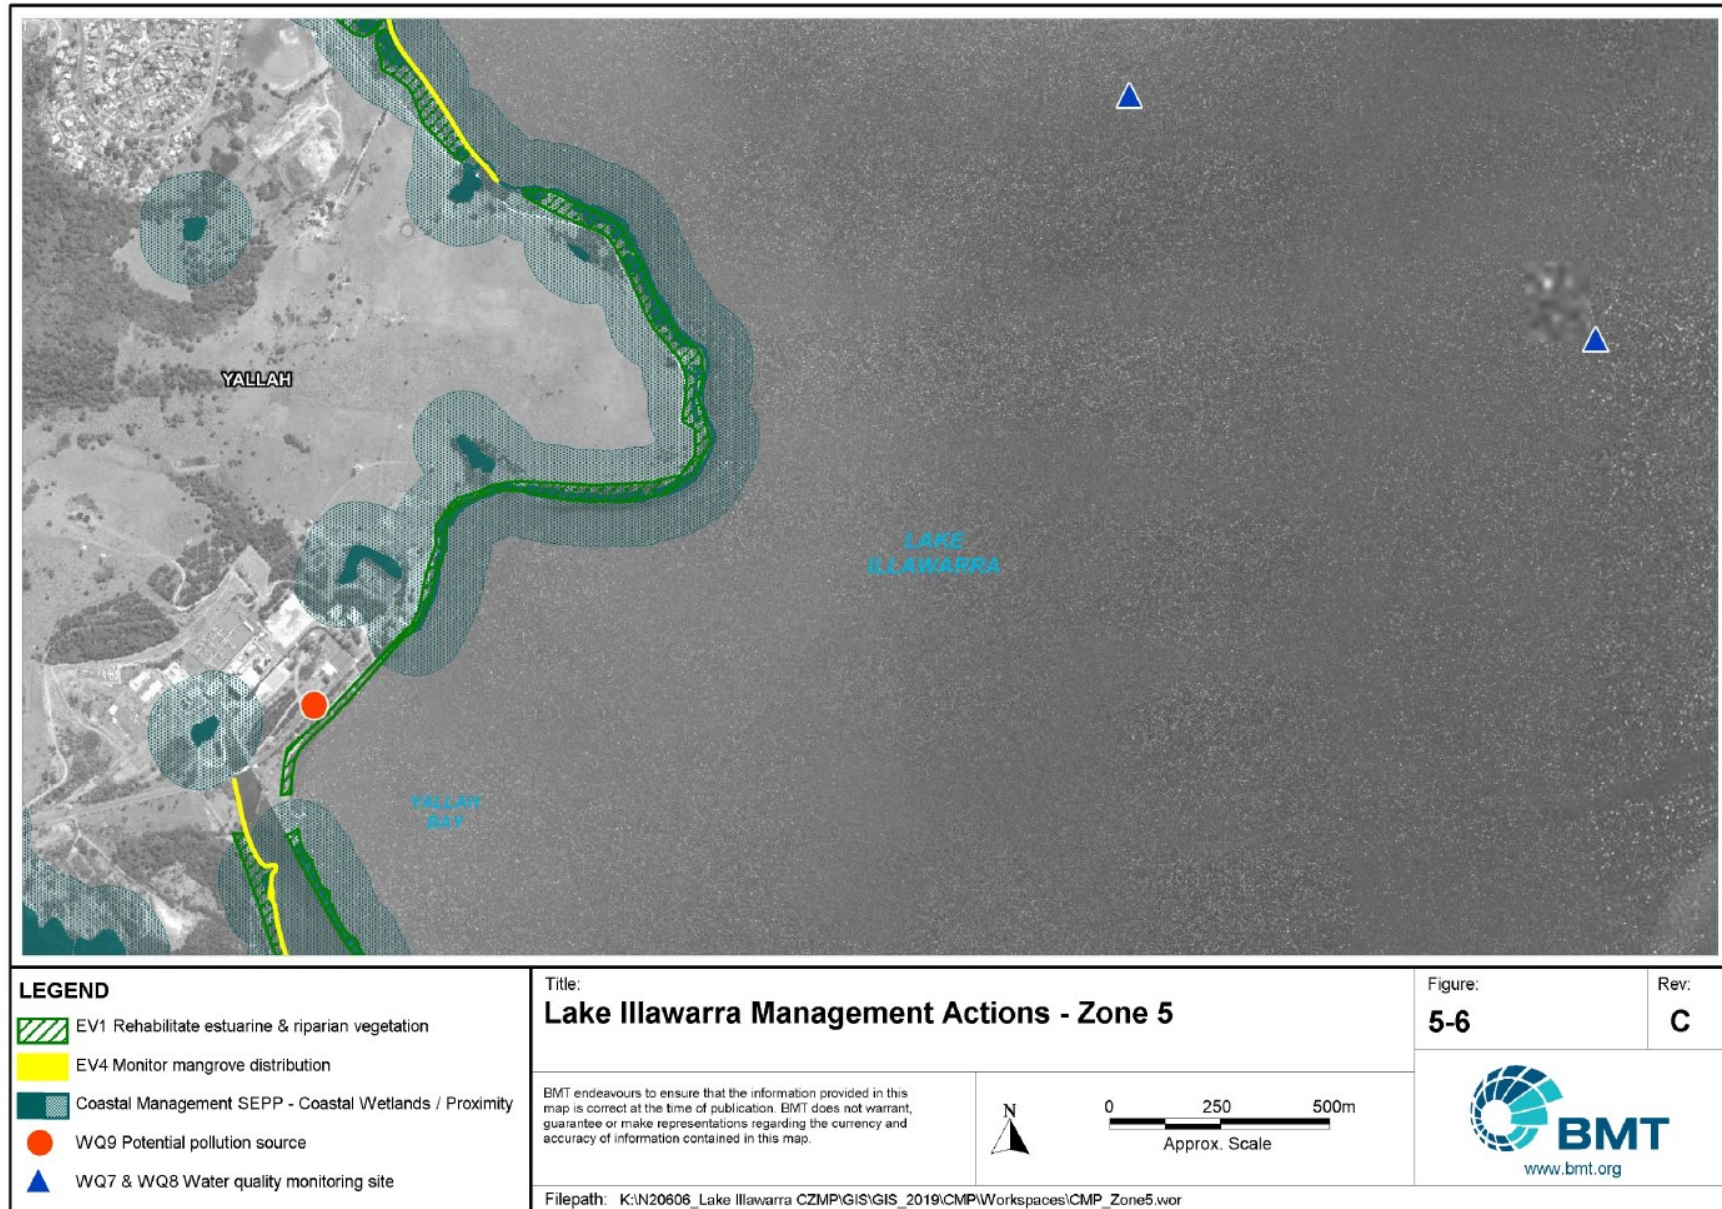 YALLAH
LAKE
ILLAWARRA
YALLAH
BAY
LEGEND
EV1 Rehabilitate estuarine & riparian vegetation
EV4 Monitor mangrove distribution
Coastal Management SEPP - Coastal Wetlands / Proximity
WQ9 Potential pollution source
WQ7 & WQ8 Water quality monitoring site
Title:
Lake Illawarra Management Actions - Zone 5
BMT endeavours to ensure that the information provided in this
map is correct at the time of publication. BMT does not warrant,
guarantee or make representations regarding the currency and
accuracy of information contained in this map.
N
0 250 500m
Approx. Scale
Figure:
5-6
Rev:
C
BMT
www.bmt.org
Filepath: K:\N20606_Lake Illawarra CZMP\GIS\GIS_2019\CMP\Workspaces\CMP_Zone5.wor